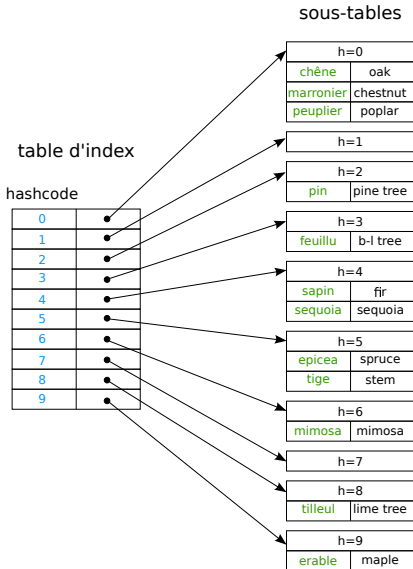 sous-tables
h=0
chêne oak
marronier chestnut
peuplier poplar
table d'index
h=1
hashcode
h=2
pin pine tree
0
1
2
3
4
5
6
7
8
9
h=3
feuillu b-l tree
h=4
sapin fir
sequoia sequoia
h=5
epicea spruce
tige stem
h=6
mimosa mimosa
h=7
h=8
tilleul lime tree
h=9
erable maple